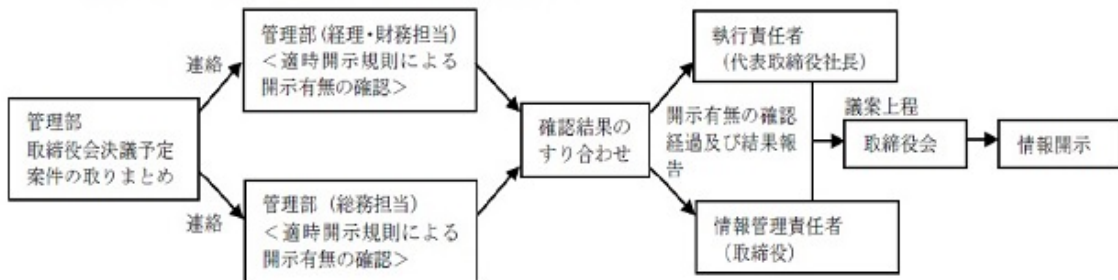 管理部
取締役会決議予定
案件の取りまとめ
連絡
連絡
管理部(経理・財務担当)
<適時開示規則による
開示有無の確認>
管理部(総務担当)
<適時開示規則による
開示有無の確認>
確認結果の
すり合わせ
執行責任者
(代表取締役社長)
開示有無の確認
経過及び結果報
告
情報管理責任者
(取締役)
議案上程
取締役会
情報開示